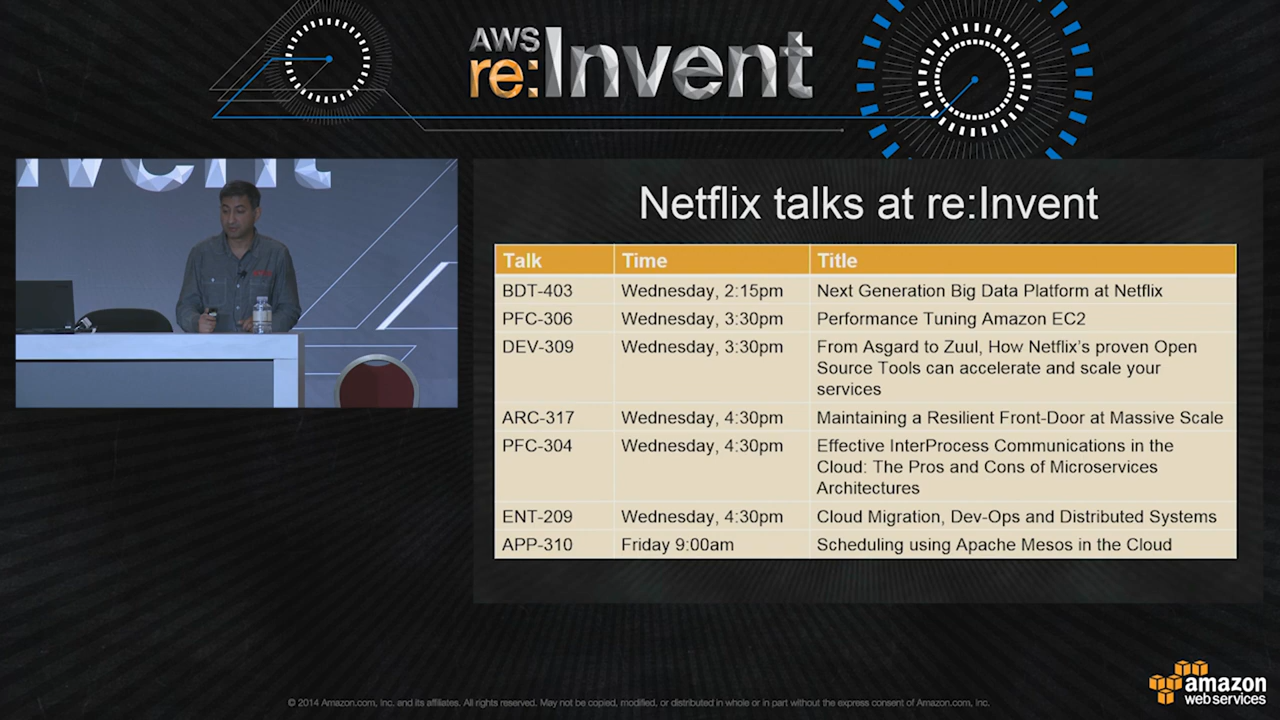 AWS
re:Invent
Netflix talks at re:Invent
Talk Time Title
BDT-403 Wednesday, 2:15pm Next Generation Big Data Platform at Netflix
PFC-306 Wednesday, 3:30pm Performance Tuning Amazon EC2
DEV-309 Wednesday, 3:30pm From Asgard to Zuul, How Netflix’s proven Open
Source Tools can accelerate and scale your
services
ARC-317 Wednesday, 4:30pm Maintaining a Resilient Front-Door at Massive Scale
PFC-304 Wednesday, 4:30pm Effective InterProcess Communications in the
Cloud: The Pros and Cons of Microservices
Architectures
ENT-209 Wednesday, 4:30pm Cloud Migration, Dev-Ops and Distributed Systems
APP-310 Friday 9:00am Scheduling using Apache Mesos in the Cloud
amazon
web services
© 2014 Amazon.com, Inc. and its affiliates. All rights reserved. May not be copied, modified, or distributed in whole or in part without the express consent of Amazon.com, Inc.